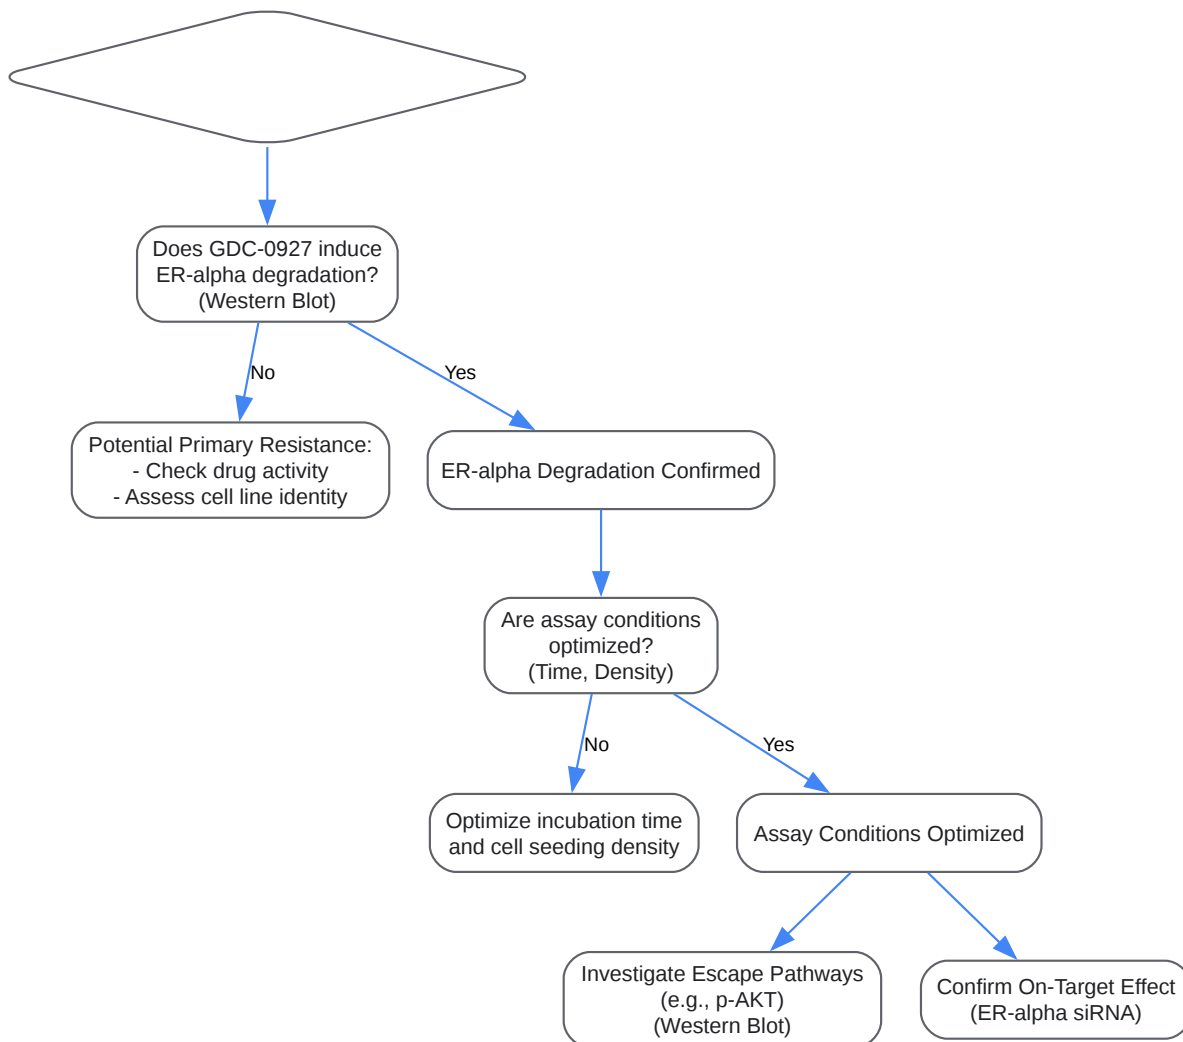 Does GDC-0927 induce
ER-alpha degradation?
(Western Blot)
No
Yes
Potential Primary Resistance:
- Check drug activity
- Assess cell line identity
ER-alpha Degradation Confirmed
Are assay conditions
optimized?
(Time, Density)
No
Yes
Optimize incubation time
and cell seeding density
Assay Conditions Optimized
Investigate Escape Pathways
(e.g., p-AKT)
(Western Blot)
Confirm On-Target Effect
(ER-alpha siRNA)